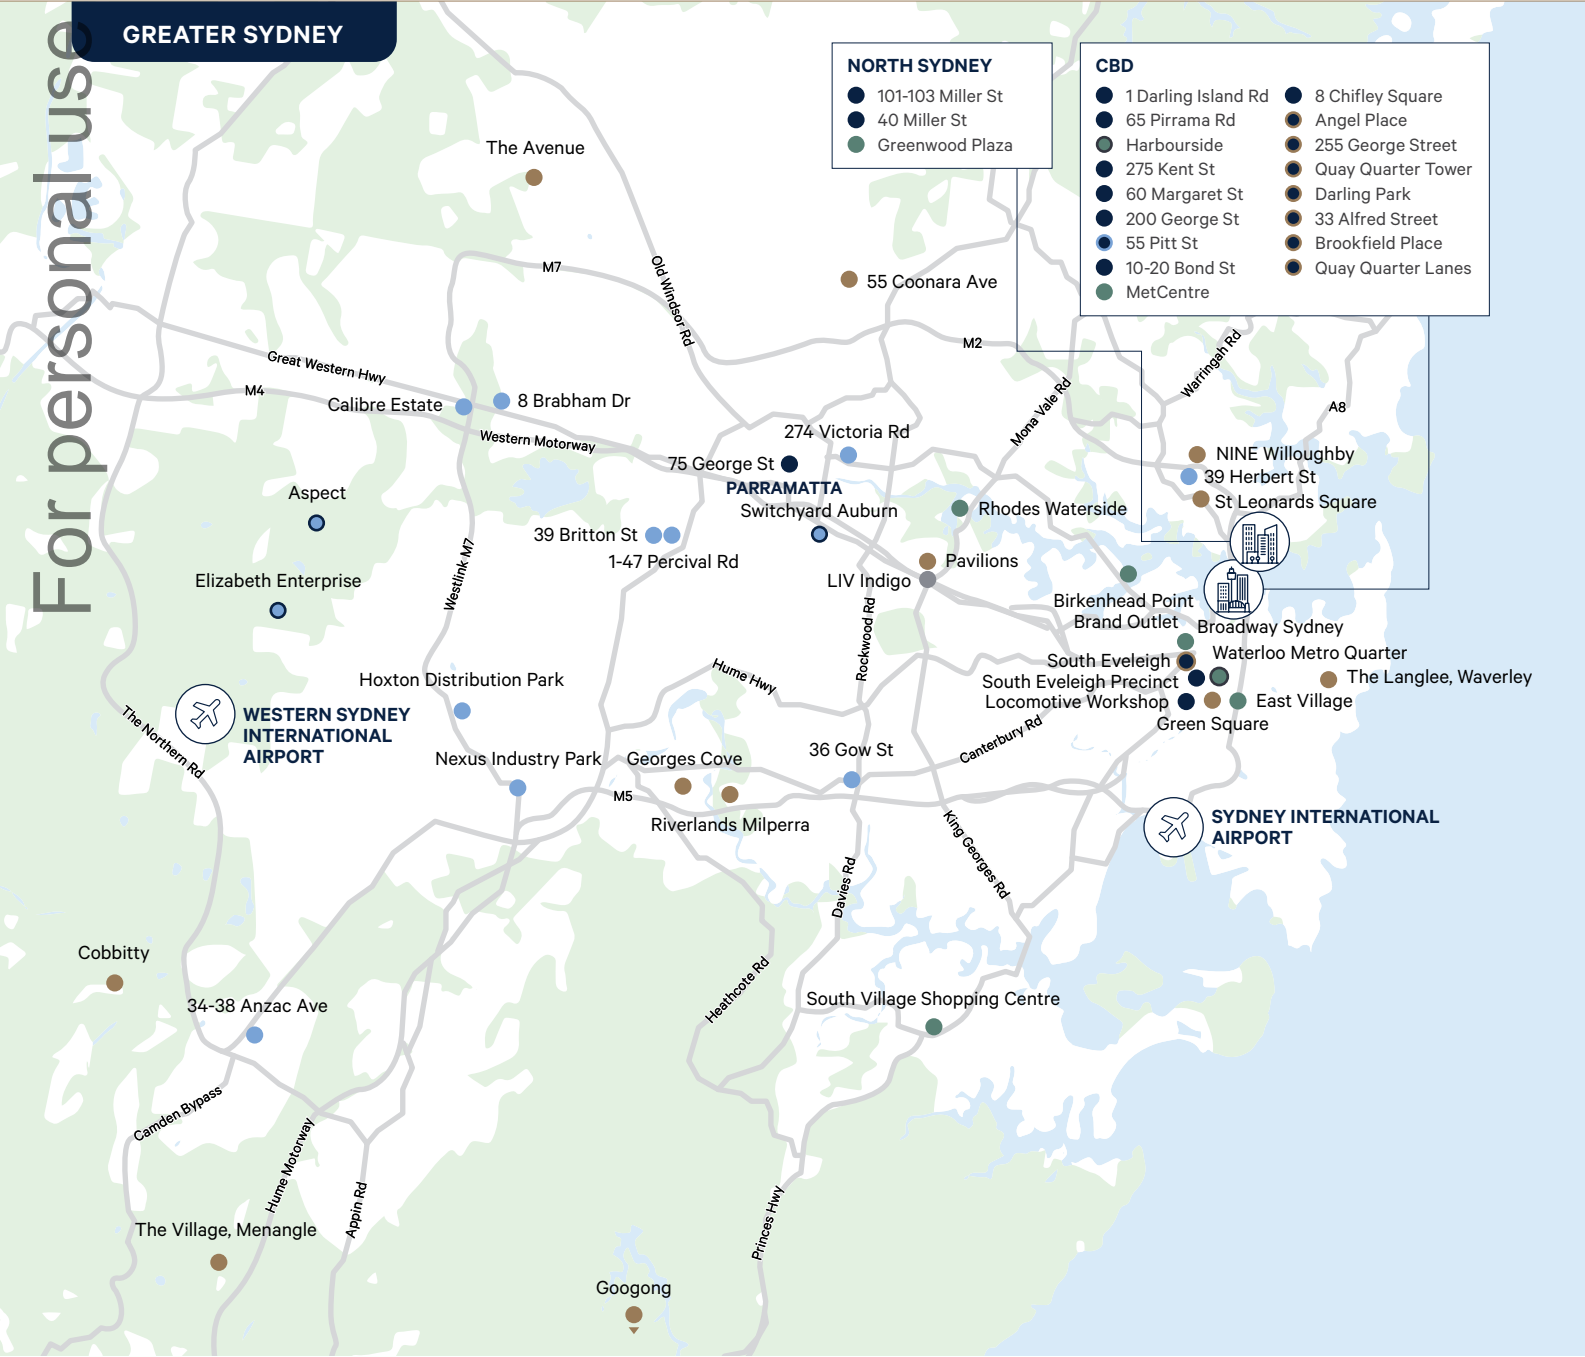 For personal use
GREATER SYDNEY
NORTH SYDNEY
101-103 Miller St
40 Miller St
Greenwood Plaza
CBD
1 Darling Island Rd
65 Pirrama Rd
Harbourside
275 Kent St
60 Margaret St
200 George St
55 Pitt St
10-20 Bond St
MetCentre
8 Chifley Square
Angel Place
255 George Street
Quay Quarter Tower
Darling Park
33 Alfred Street
Brookfield Place
Quay Quarter Lanes
The Avenue
M7
Old Windsor Rd
55 Coonara Ave
M2
Warringah Rd
Great Western Hwy
M4
Mona Vale Rd
A8
Calibre Estate
8 Brabham Dr
Western Motorway
274 Victoria Rd
75 George St
PARRAMATTA
NINE Willoughby
39 Herbert St
St Leonards Square
Aspect
Switchyard Auburn
Rhodes Waterside
39 Britton St
1-47 Percival Rd
Westlink M7
Pavilions
LIV Indigo
Elizabeth Enterprise
Rockwood Rd
Birkenhead Point
Brand Outlet
Broadway Sydney
South Eveleigh
Waterloo Metro Quarter
South Eveleigh Precinct
The Langlee, Waverley
Locomotive Workshop
East Village
Green Square
Hume Hwy
Hoxton Distribution Park
The Northern Rd
WESTERN SYDNEY
INTERNATIONAL
AIRPORT
Canterbury Rd
Nexus Industry Park
Georges Cove
36 Gow St
M5
Riverlands Milperra
SYDNEY INTERNATIONAL
AIRPORT
King Georges Rd
Davies Rd
Cobbitty
Heathcote Rd
34-38 Anzac Ave
South Village Shopping Centre
Camden Bypass
Hume Motorway
Appin Rd
Princes Hwy
The Village, Menangle
Googong